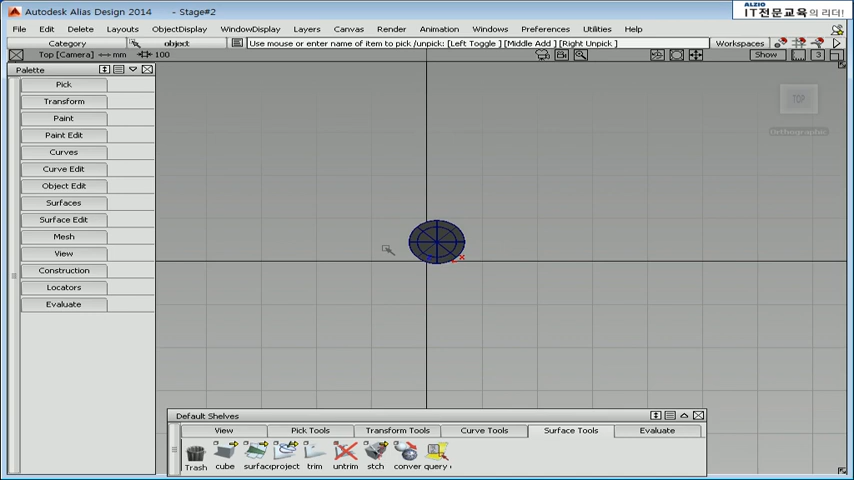 Autodesk Alias Design 2014 - Stage#2
ALZIO
IT전문교육의 리더!
File Edit Delete Layouts ObjectDisplay WindowDisplay Layers Canvas Render Animation Windows Preferences Utilities Help
Category object Use mouse or enter name of item to pick /unpick: [Left Toggle ] [Middle Add ] [Right Unpick ] Workspaces
Top [Camera] mm 100 Show 3
Palette
Pick
Transform
Paint
Paint Edit
Curves
Curve Edit
Object Edit
Surfaces
Surface Edit
Mesh
View
Construction
Locators
Evaluate
TOP
Orthographic
X
Default Shelves
View Pick Tools Transform Tools Curve Tools Surface Tools Evaluate
Trash cube surfac project trim untrim stch conver query